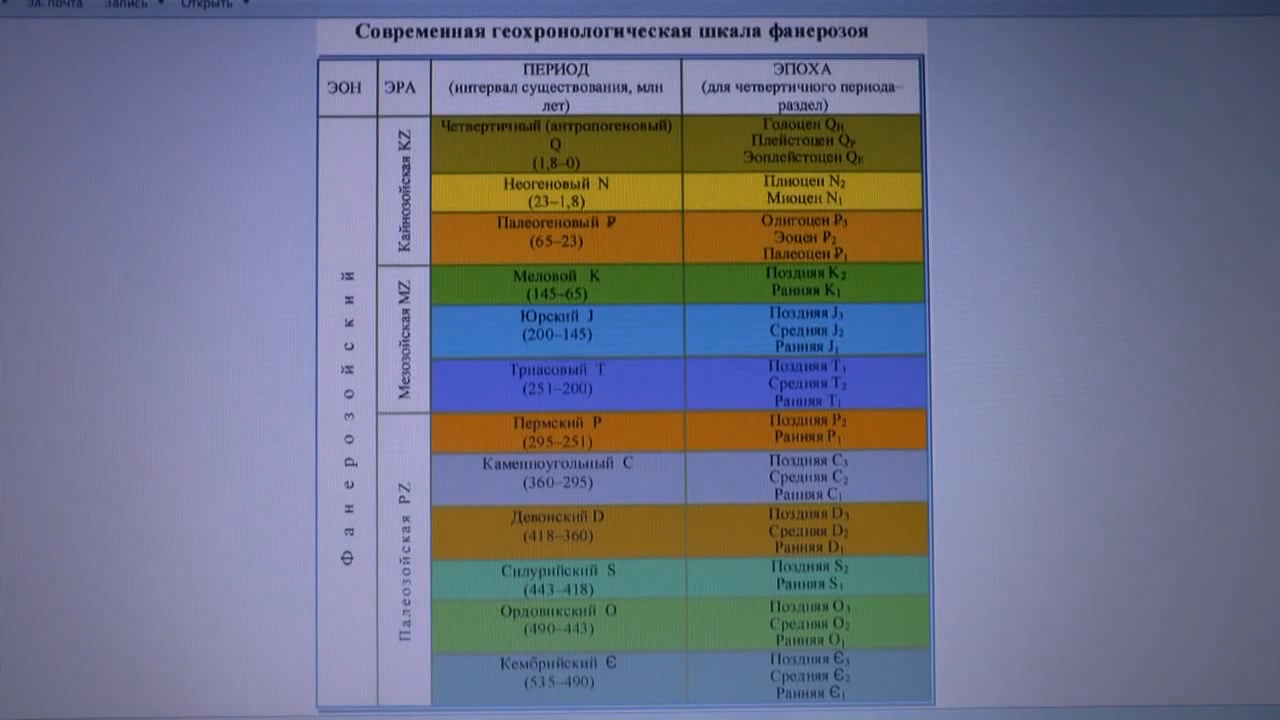 Эл. почта Запись Открыть
Современная геохронологическая шкала фанерозоя
ЭОН
ЭРА
ПЕРИОД
(интервал существования, млн
лет)
ЭПОХА
(для четвертичного периода–
раздел)
Фанерозойский
Кайнозойская KZ
Четвертичный (антропогеновый)
Q
(1,8–0)
Голоцен QH
Плейстоцен QP
Эоплейстоцен QE
Неогеновый N
(23–1,8)
Плиоцен N2
Миоцен N1
Палеогеновый ₽
(65–23)
Олигоцен ₽3
Эоцен ₽2
Палеоцен ₽1
Мезозойская MZ
Меловой K
(145–65)
Поздняя K2
Ранняя K1
Юрский J
(200–145)
Поздняя J3
Средняя J2
Ранняя J1
Триасовый T
(251–200)
Поздняя T1
Средняя T2
Ранняя T1
Палеозойская PZ
Пермский P
(295–251)
Поздняя P2
Ранняя P1
Каменноугольный C
(360–295)
Поздняя C3
Средняя C2
Ранняя C1
Девонский D
(418–360)
Поздняя D3
Средняя D2
Ранняя D1
Силурийский S
(443–418)
Поздняя S2
Ранняя S1
Ордовикский O
(490–443)
Поздняя O3
Средняя O2
Ранняя O1
Кембрийский Є
(535–490)
Поздняя Є3
Средняя Є2
Ранняя Є1